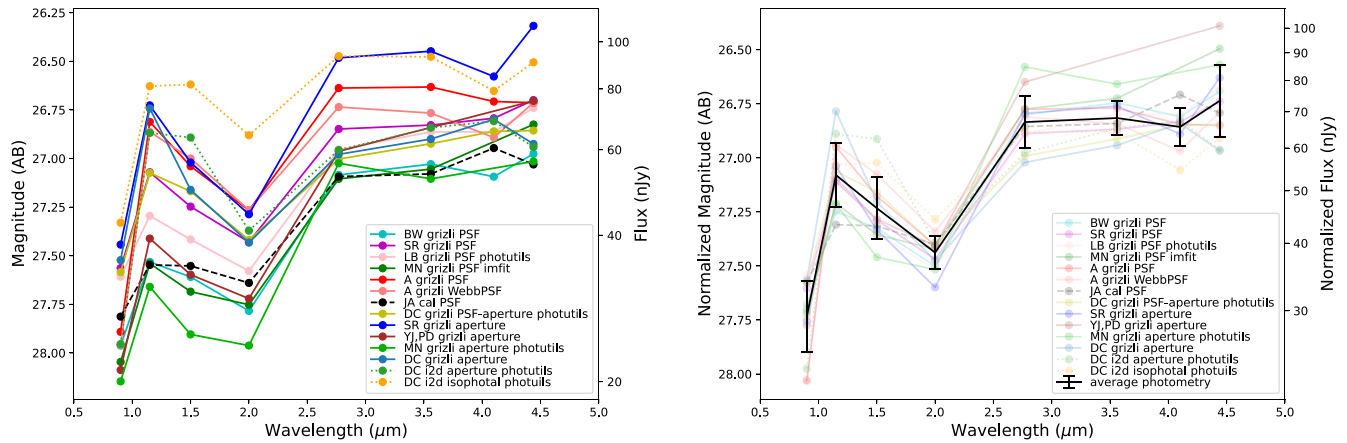 26.25
26.50
26.75
27.00
27.25
27.50
27.75
28.00
Magnitude (AB)
100
80
60
40
20
Flux (nJy)
BW grizli PSF
SR grizli PSF
LB grizli PSF photutils
MN grizli PSF imfit
A grizli PSF
A grizli WebbPSF
JA cal PSF
DC grizli PSF–aperture photutils
SR grizli aperture
YJ,PD grizli aperture
MN grizli aperture photutils
DC grizli aperture
DC i2d aperture photutils
DC i2d isophotal photuils
0.5 1.0 1.5 2.0 2.5 3.0 3.5 4.0 4.5 5.0
Wavelength (μm)
26.50
26.75
27.00
27.25
27.50
27.75
28.00
Normalized Magnitude (AB)
100
90
80
70
60
50
40
30
Normalized Flux (nJy)
BW grizli PSF
SR grizli PSF
LB grizli PSF photutils
MN grizli PSF imfit
A grizli PSF
A grizli WebbPSF
JA cal PSF
DC grizli PSF–aperture photutils
SR grizli aperture
YJ,PD grizli aperture
MN grizli aperture photutils
DC grizli aperture
DC i2d aperture photutils
DC i2d isophotal photuils
average photometry
0.5 1.0 1.5 2.0 2.5 3.0 3.5 4.0 4.5 5.0
Wavelength (μm)